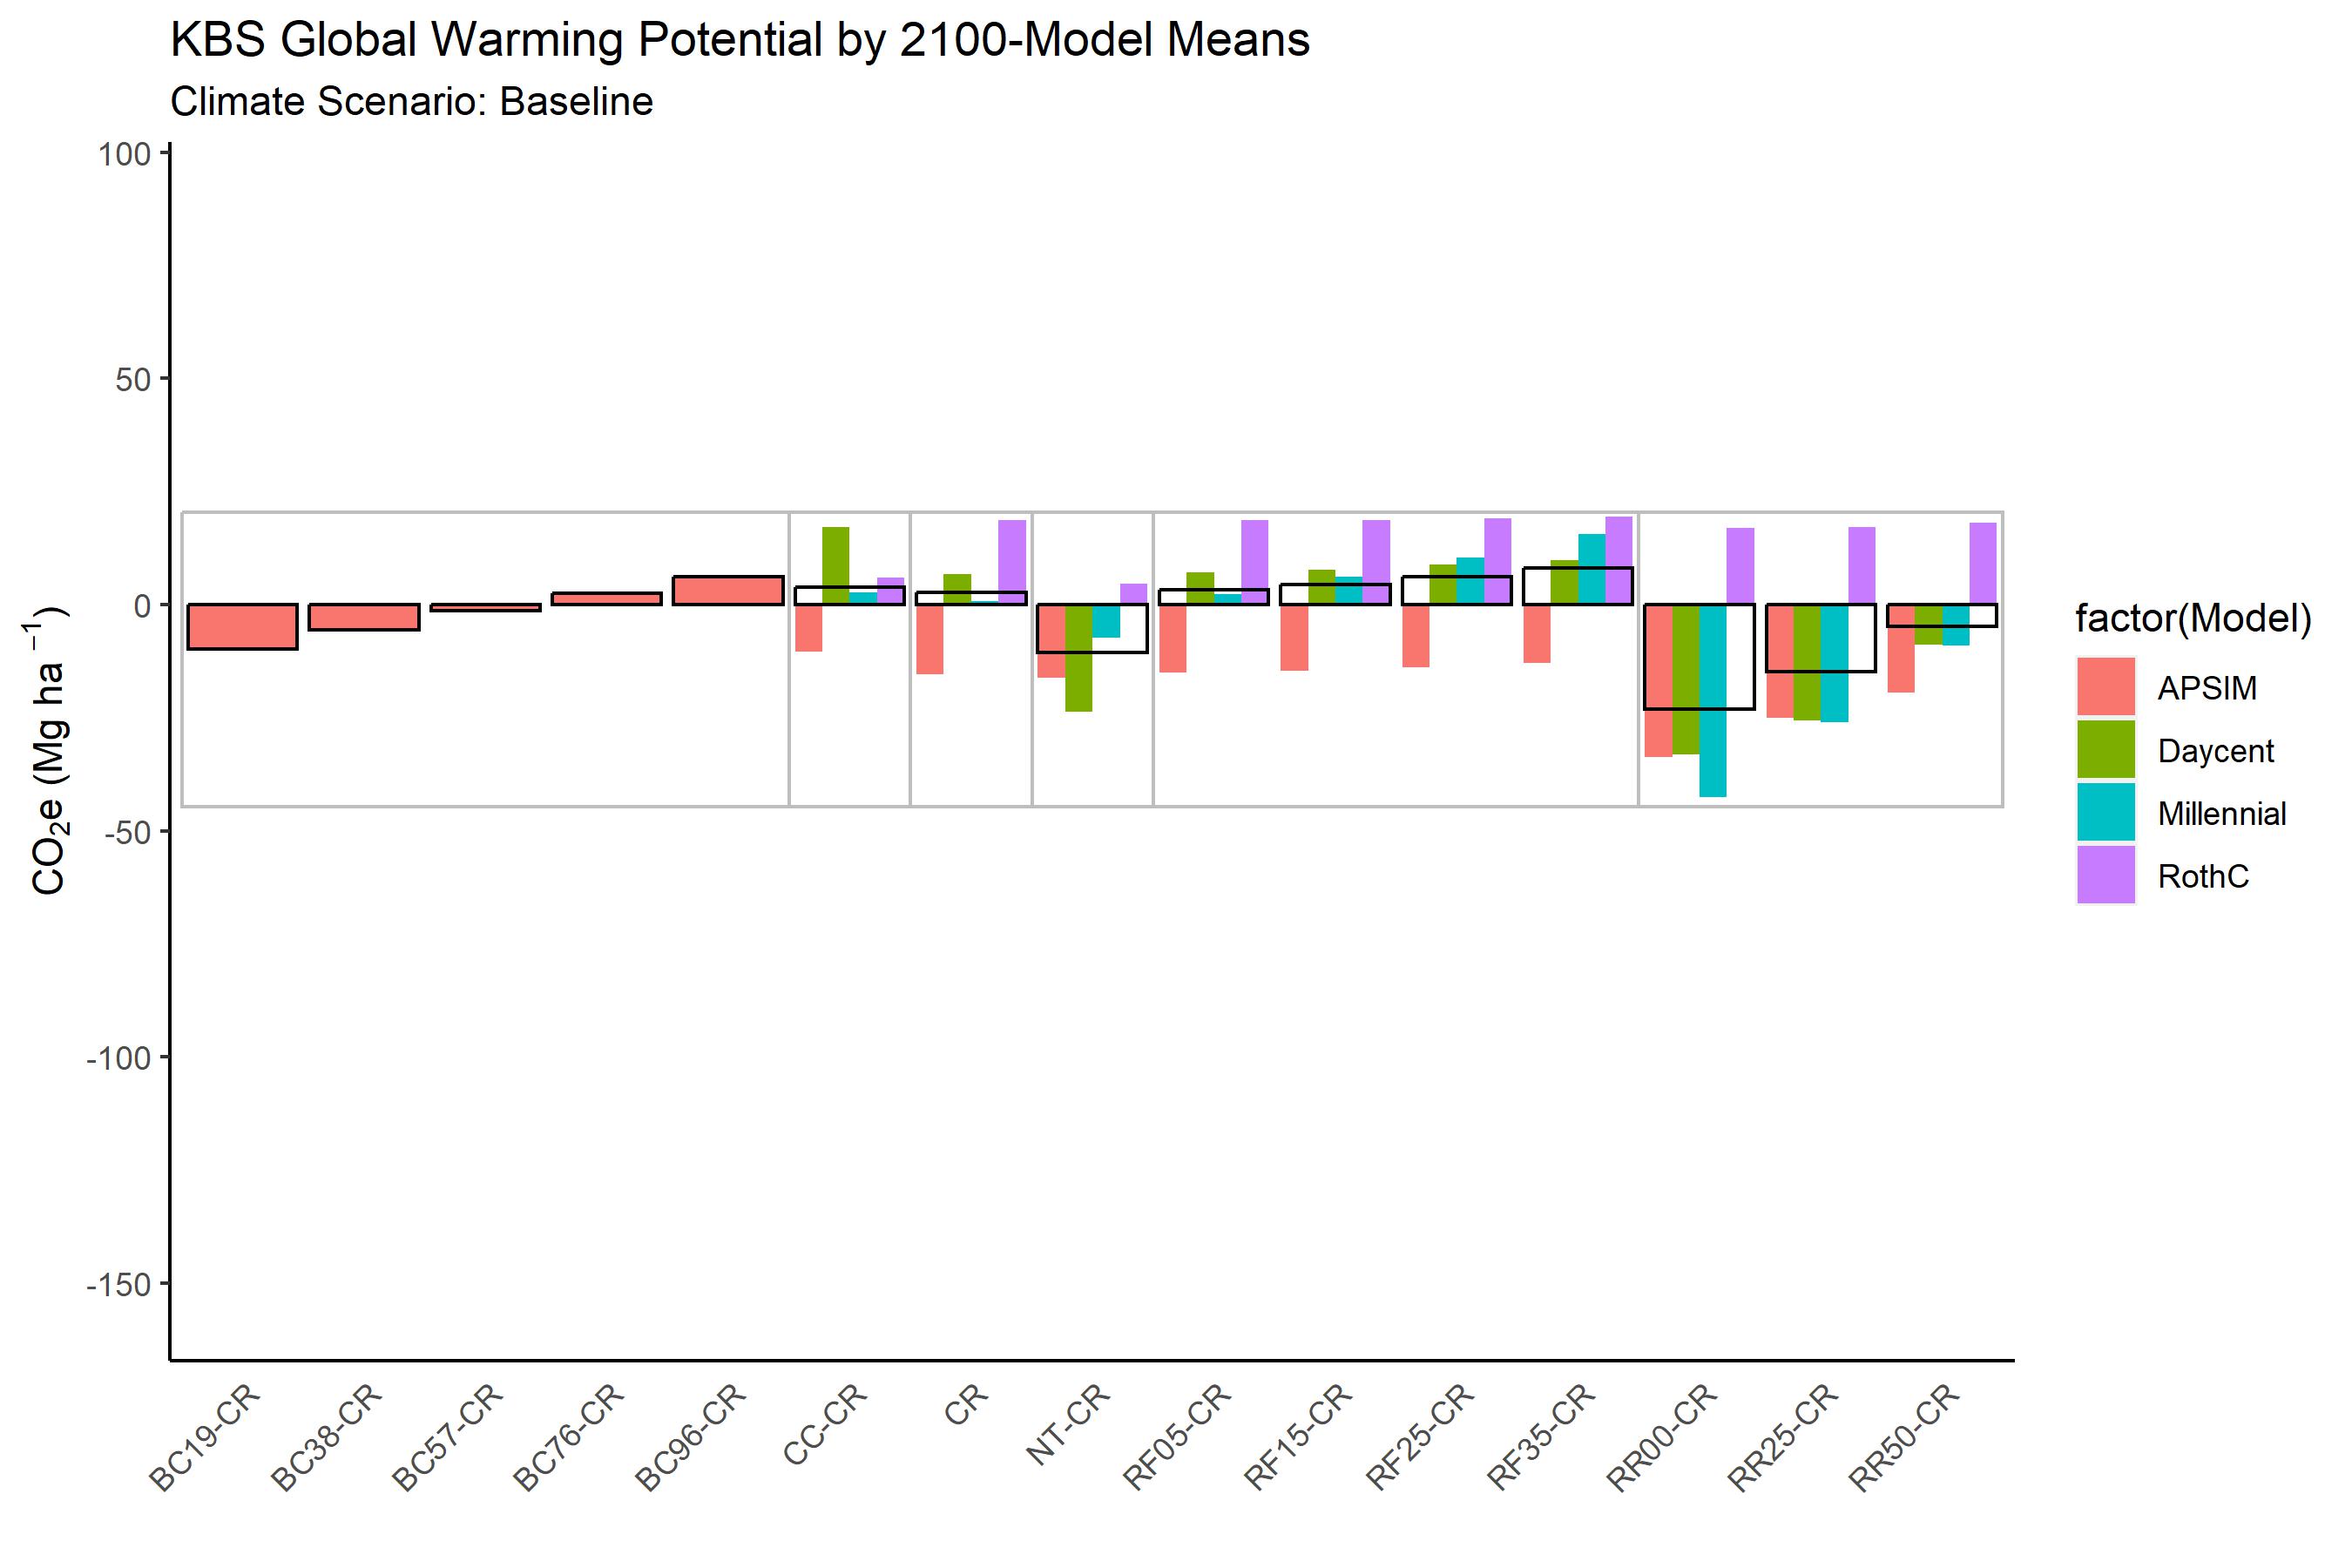 KBS Global Warming Potential by 2100-Model Means
Climate Scenario: Baseline
CO₂e (Mg ha ⁻¹)
100
50
0
-50
-100
-150
BC19-CR
BC38-CR
BC57-CR
BC76-CR
BC96-CR
CC-CR
CR
NT-CR
RF05-CR
RF15-CR
RF25-CR
RF35-CR
RR00-CR
RR25-CR
RR50-CR
factor(Model)
APSIM
Daycent
Millennial
RothC